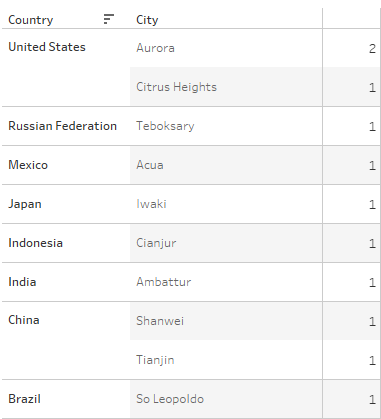 Country City
United States Aurora 2
Citrus Heights 1
Russian Federation Teboksary 1
Mexico Acua 1
Japan Iwaki 1
Indonesia Cianjur 1
India Ambattur 1
China Shanwei 1
Tianjin 1
Brazil So Leopoldo 1